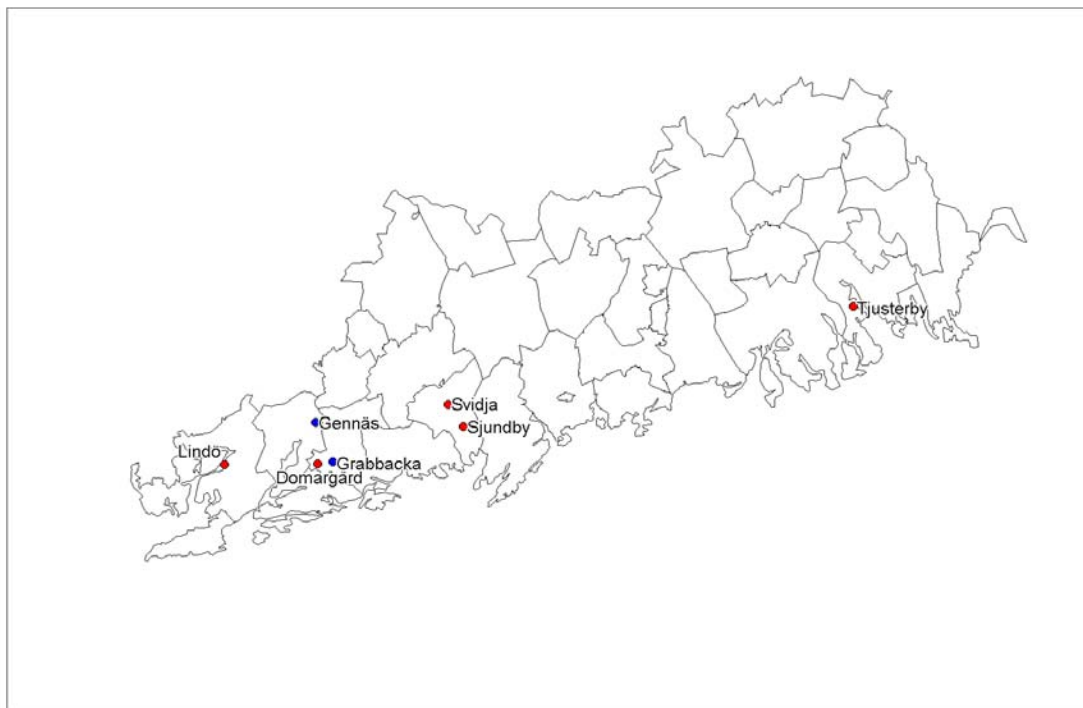 Tjusterby
Svidja
Gennäs
Sjundby
Lindö
Grabbacka
Domargård